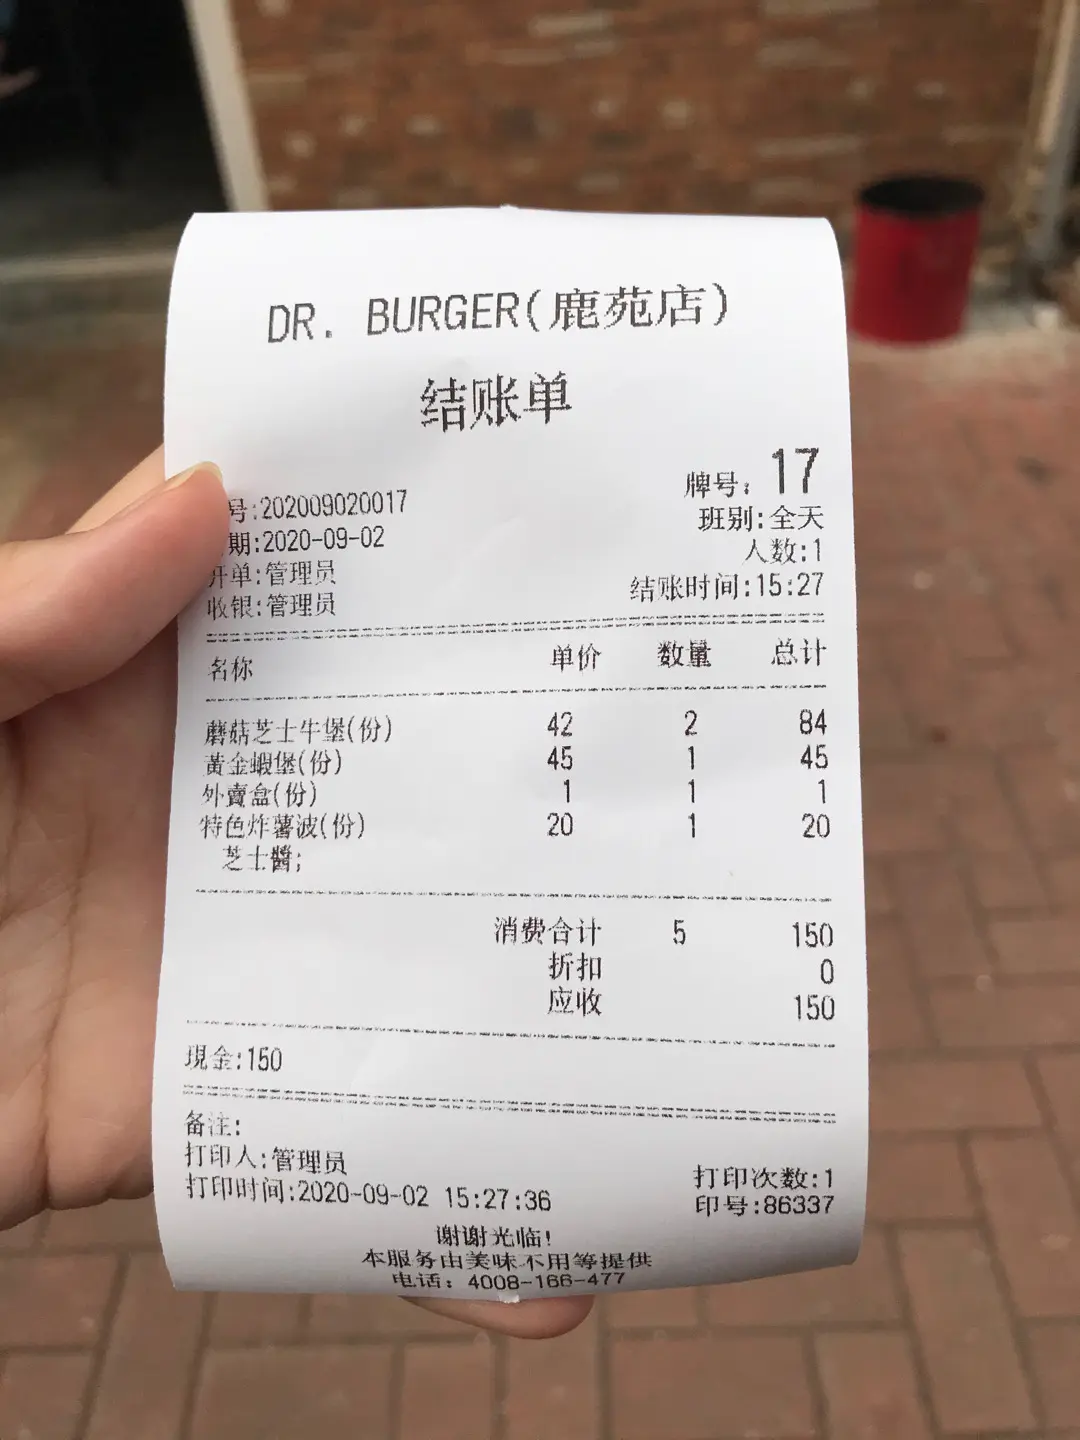 DR. BURGER(鹿苑店)
结账单
牌号: 17
号:202009020017
班别:全天
期:2020-09-02
人数:1
开单:管理员
结账时间:15:27
收银:管理员
名称 单价 数量 总计
蘑菇芝士牛堡(份) 42 2 84
黃金蝦堡(份) 45 1 45
外賣盒(份) 1 1 1
特色炸薯波(份) 20 1 20
芝士醬;
消费合计 5 150
折扣 0
应收 150
現金:150
备注:
打印人:管理员
打印次数:1
打印时间:2020-09-02 15:27:36
印号:86337
谢谢光临!
本服务由美味不用等提供
电话: 4008-166-477